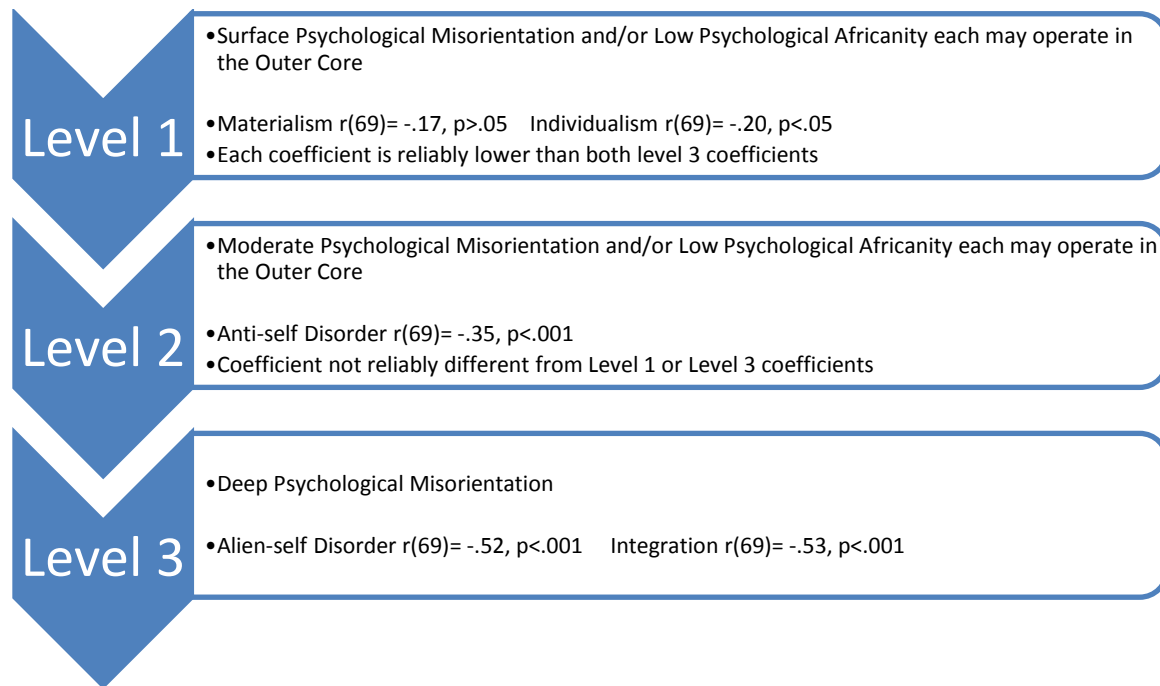 Level 1
•Surface Psychological Misorientation and/or Low Psychological Africanity each may operate in
the Outer Core
•Materialism r(69)= -.17, p>.05 Individualism r(69)= -.20, p<.05
•Each coefficient is reliably lower than both level 3 coefficients
Level 2
•Moderate Psychological Misorientation and/or Low Psychological Africanity each may operate in
the Outer Core
•Anti-self Disorder r(69)= -.35, p<.001
•Coefficient not reliably different from Level 1 or Level 3 coefficients
Level 3
•Deep Psychological Misorientation
•Alien-self Disorder r(69)= -.52, p<.001 Integration r(69)= -.53, p<.001